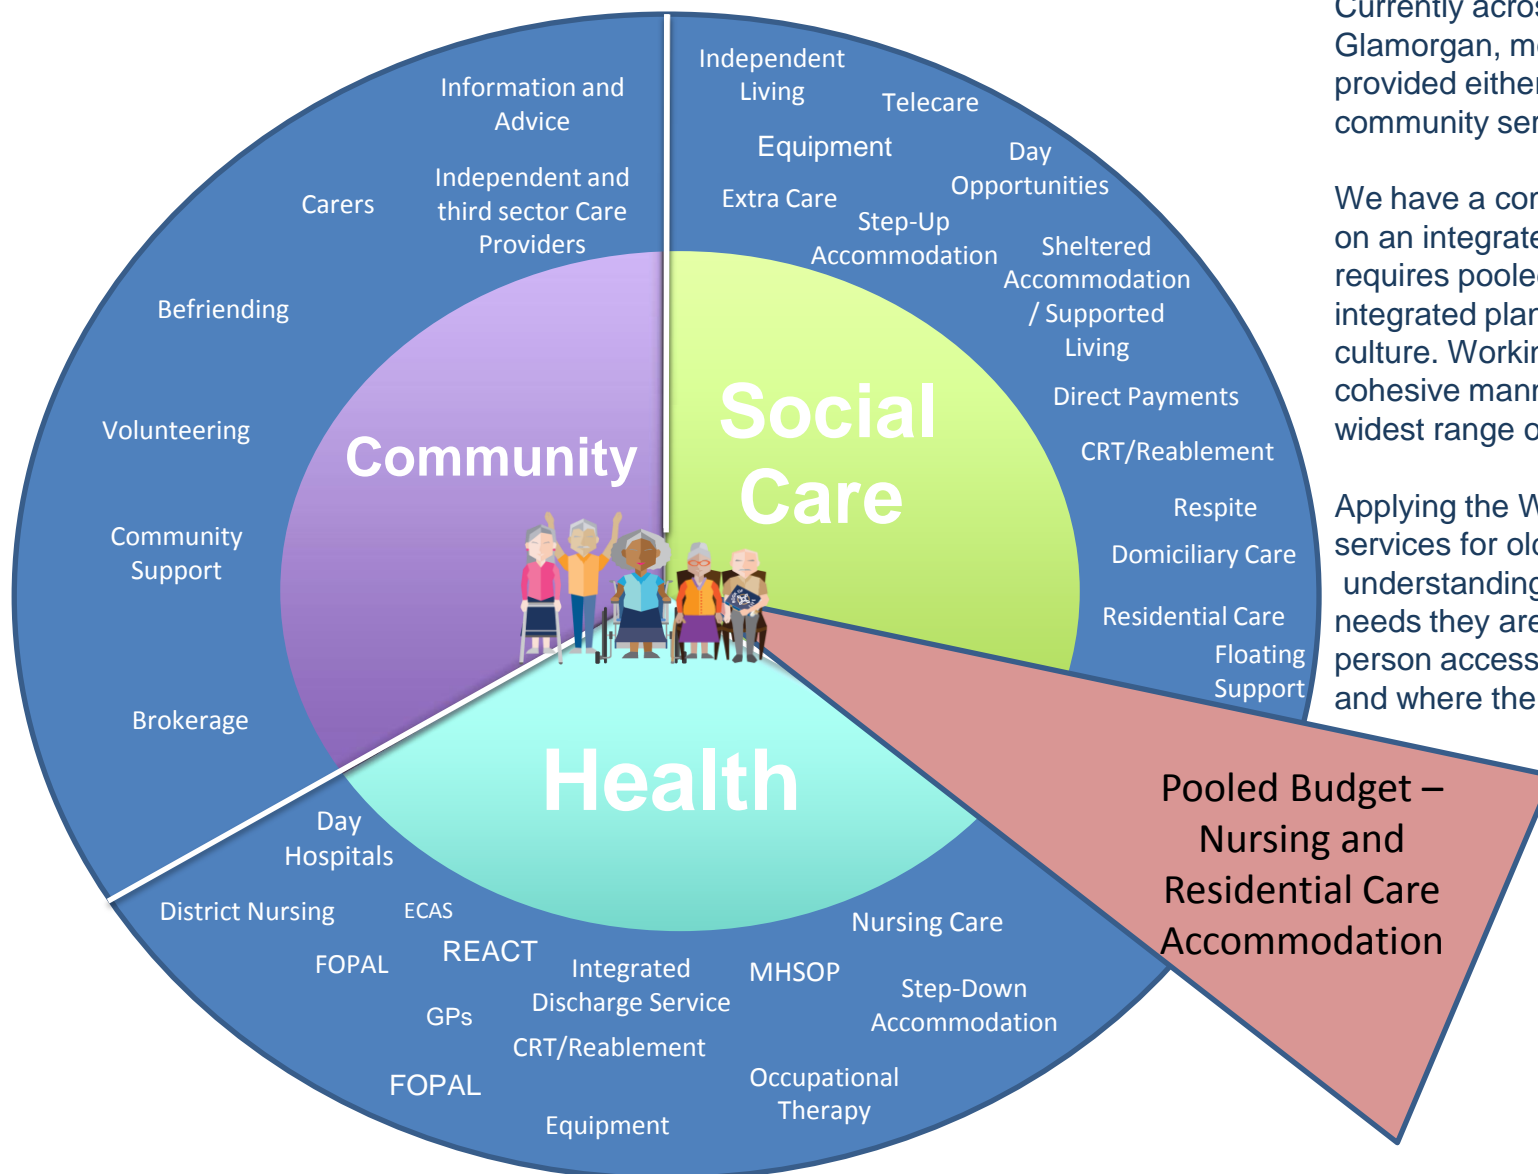 Information and
Advice
Independent and
third sector Care
Providers
Carers
Befriending
Volunteering
Community
Support
Brokerage
Community
Independent
Living
Telecare
Equipment
Day
Opportunities
Extra Care
Step-Up
Accommodation
Sheltered
Accommodation
/ Supported
Living
Direct Payments
CRT/Reablement
Respite
Domiciliary Care
Residential Care
Floating
Support
Social
Care
Health
Day
Hospitals
District Nursing
ECAS
FOPAL
REACT
Integrated
Discharge Service
MHSOP
Nursing Care
Step-Down
Accommodation
GPs
CRT/Reablement
FOPAL
Equipment
Occupational
Therapy
Pooled Budget –
Nursing and
Residential Care
Accommodation
Currently
Glamorgan,
provided
community
We have a
on an
requires
integrated
culture.
cohesive
widest range
Applying the
services for
understanding
needs they are
person
and where the